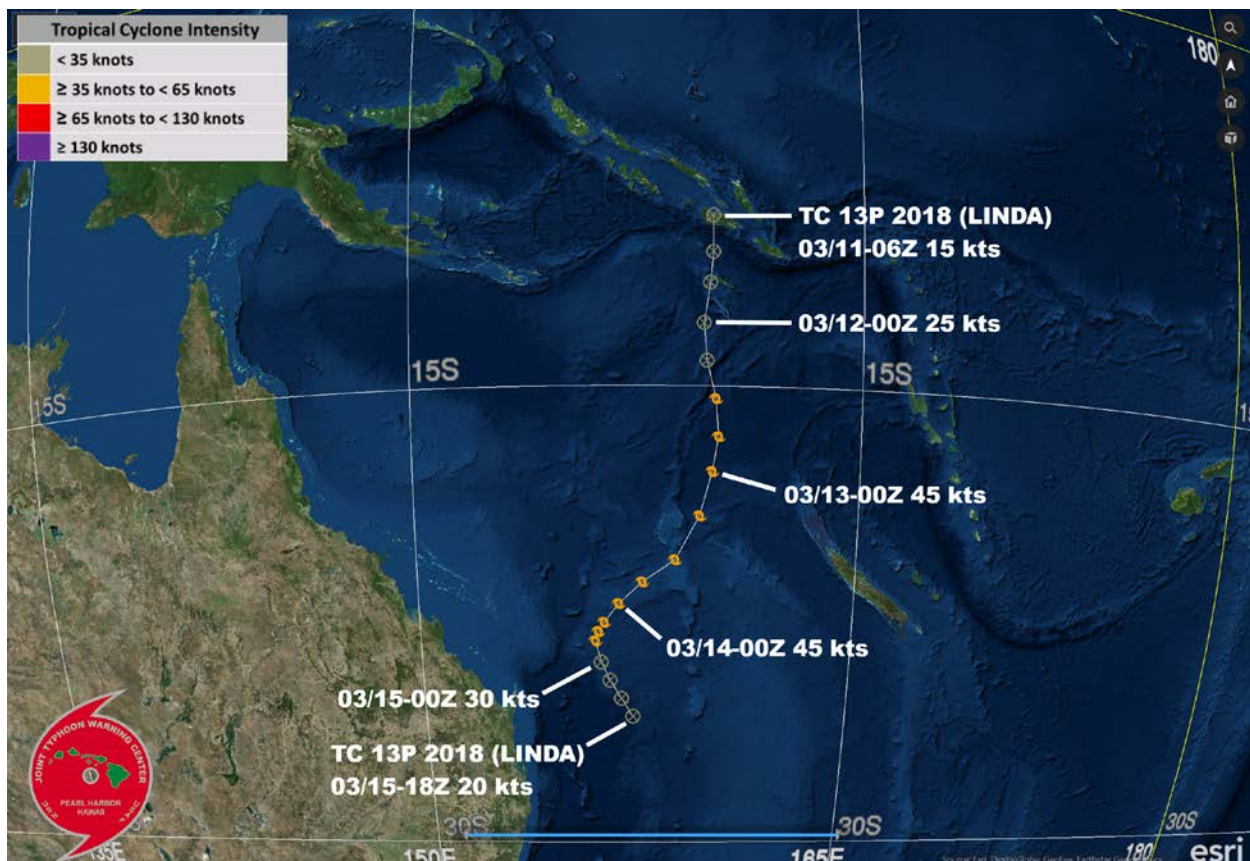 Tropical Cyclone Intensity
< 35 knots
≥ 35 knots to < 65 knots
≥ 65 knots to < 130 knots
≥ 130 knots
180
TC 13P 2018 (LINDA)
03/11-06Z 15 kts
03/12-00Z 25 kts
15S
15S
15S
03/13-00Z 45 kts
03/14-00Z 45 kts
03/15-00Z 30 kts
TC 13P 2018 (LINDA)
03/15-18Z 20 kts
JOINT TYPHOON WARNING CENTER
PEARL HARBOR
HAWAII
30S
30S
30S
135E
150E
165E
180
esri